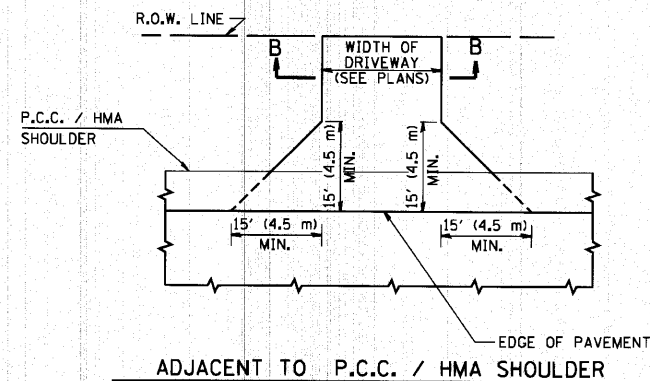 R.O.W. LINE
B
WIDTH OF
DRIVEWAY
(SEE PLANS)
B
P.C.C. / HMA
SHOULDER
15' (4.5 m)
MIN.
15' (4.5 m)
MIN.
15' (4.5 m)
MIN.
15' (4.5 m)
MIN.
EDGE OF PAVEMENT
ADJACENT TO P.C.C. / HMA SHOULDER